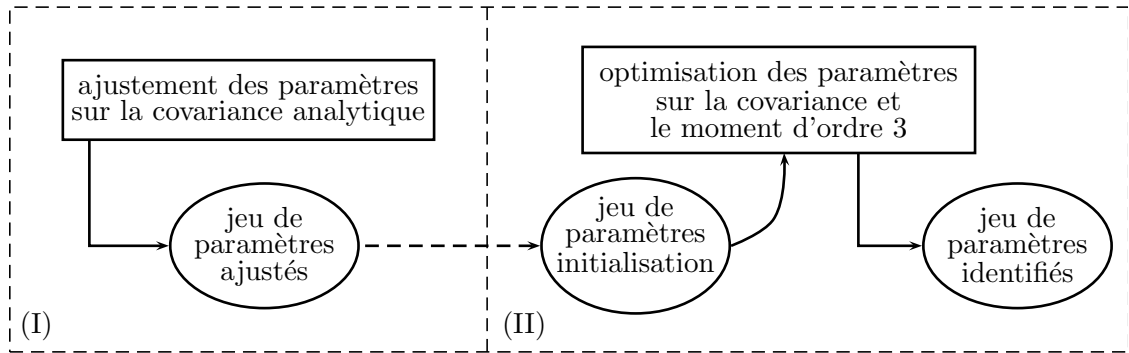 ajustement des paramètres
sur la covariance analytique
jeu de
paramètres
ajustés
(I)
optimisation des paramètres
sur la covariance et
le moment d'ordre 3
jeu de
paramètres
initialisation
jeu de
paramètres
identifiés
(II)